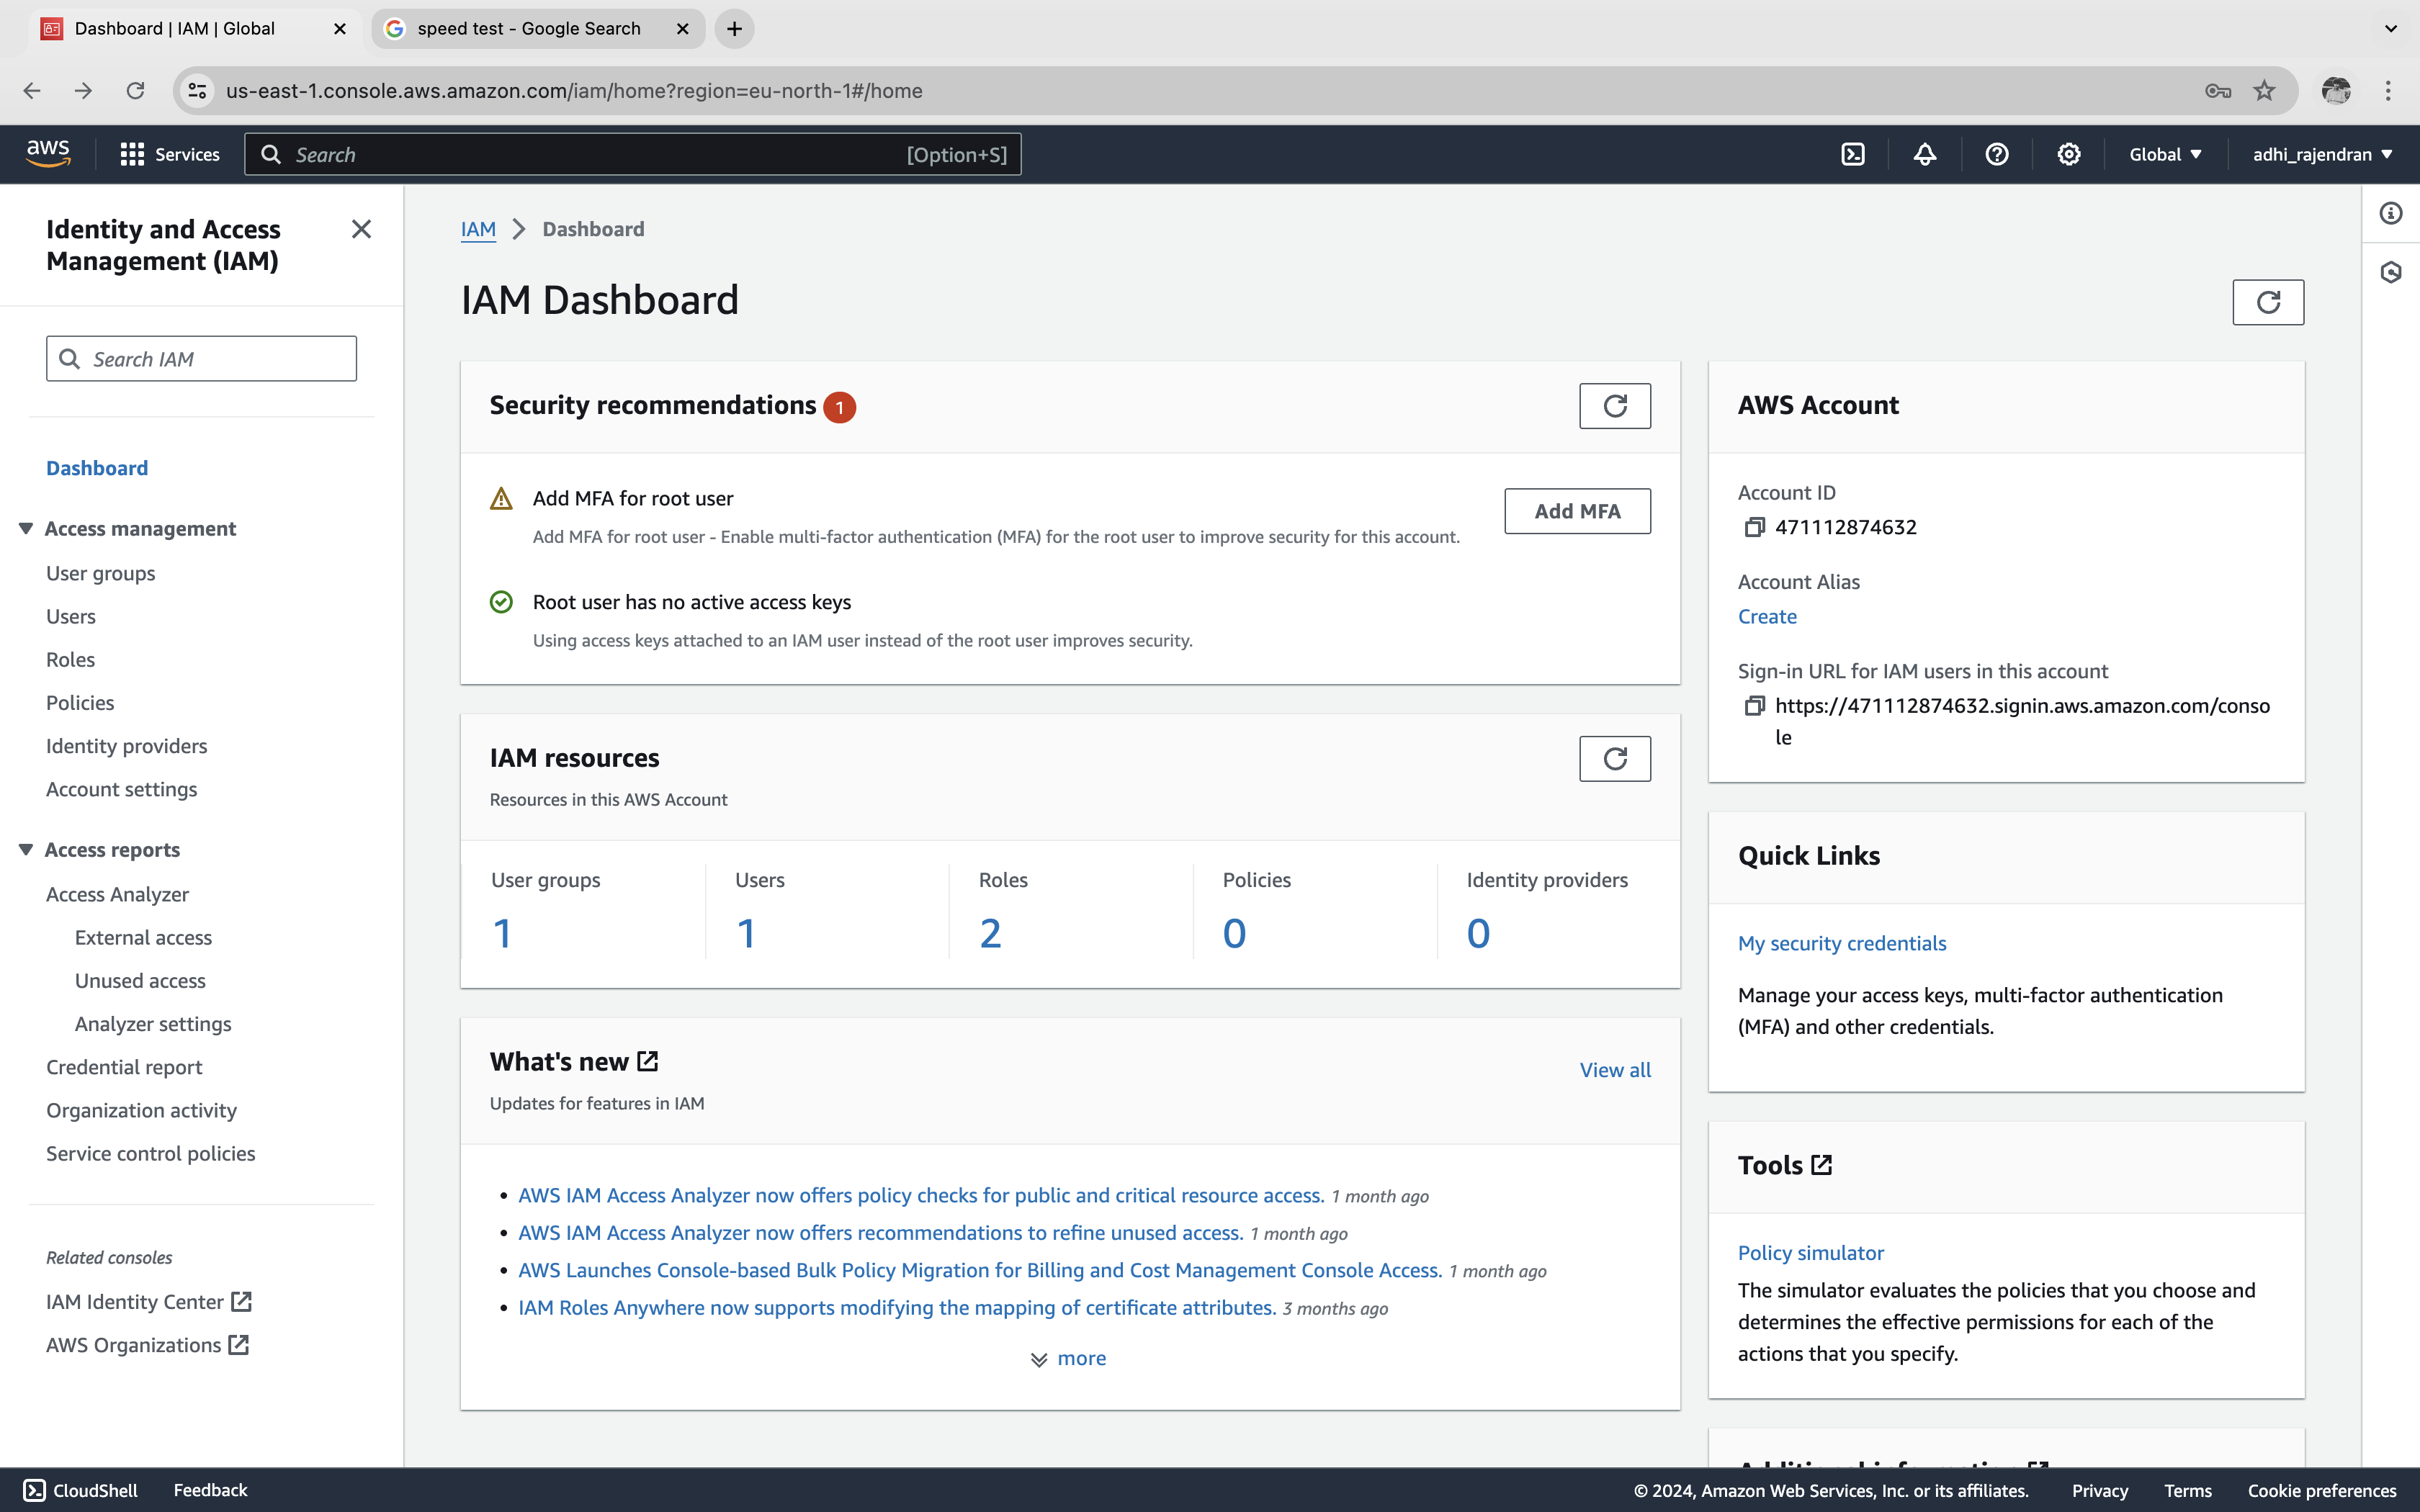 Dashboard | IAM | Global
speed test - Google Search
us-east-1.console.aws.amazon.com/iam/home?region=eu-north-1#/home
aws
Services
Search
[Option+S]
Global
adhi_rajendran
Identity and Access
Management (IAM)
Search IAM
Dashboard
Access management
User groups
Users
Roles
Policies
Identity providers
Account settings
Access reports
Access Analyzer
External access
Unused access
Analyzer settings
Credential report
Organization activity
Service control policies
Related consoles
IAM Identity Center
AWS Organizations
IAM
Dashboard
IAM Dashboard
Security recommendations 1
Add MFA for root user
Add MFA for root user - Enable multi-factor authentication (MFA) for the root user to improve security for this account.
Add MFA
Root user has no active access keys
Using access keys attached to an IAM user instead of the root user improves security.
IAM resources
Resources in this AWS Account
User groups
1
Users
1
Roles
2
Policies
0
Identity providers
0
What's new
View all
Updates for features in IAM
AWS IAM Access Analyzer now offers policy checks for public and critical resource access. 1 month ago
AWS IAM Access Analyzer now offers recommendations to refine unused access. 1 month ago
AWS Launches Console-based Bulk Policy Migration for Billing and Cost Management Console Access. 1 month ago
IAM Roles Anywhere now supports modifying the mapping of certificate attributes. 3 months ago
more
AWS Account
Account ID
471112874632
Account Alias
Create
Sign-in URL for IAM users in this account
https://471112874632.signin.aws.amazon.com/conso
le
Quick Links
My security credentials
Manage your access keys, multi-factor authentication
(MFA) and other credentials.
Tools
Policy simulator
The simulator evaluates the policies that you choose and
determines the effective permissions for each of the
actions that you specify.
Additional information
CloudShell
Feedback
© 2024, Amazon Web Services, Inc. or its affiliates.
Privacy
Terms
Cookie preferences